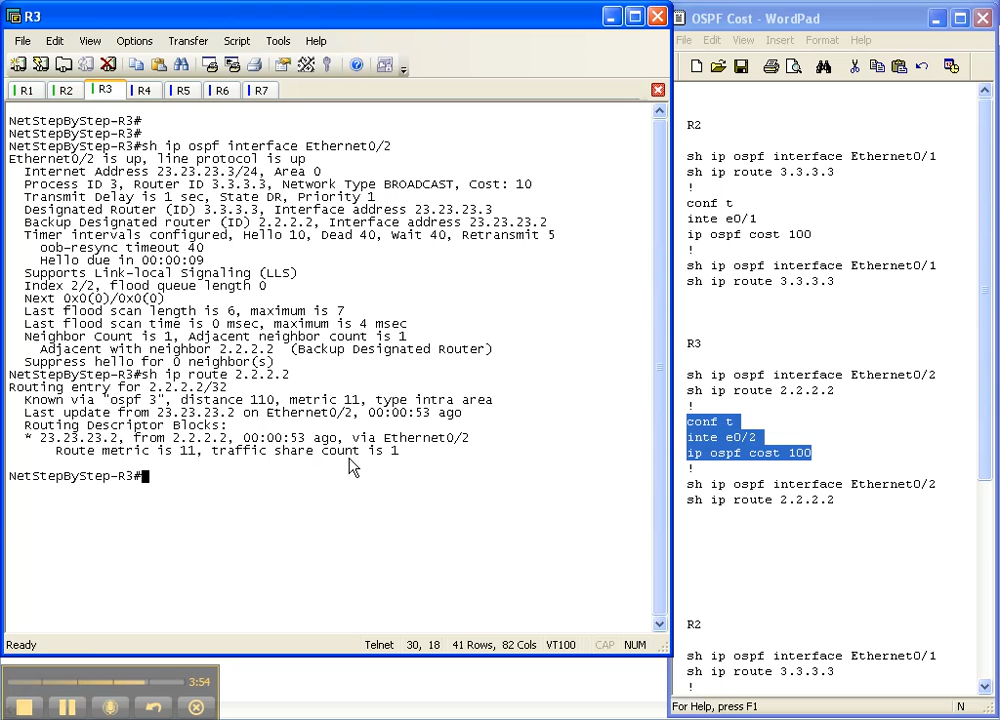 R3
File Edit View Options Transfer Script Tools Help
R1 R2 R3 R4 R5 R6 R7
NetStepByStep-R3#
NetStepByStep-R3#
NetStepByStep-R3#sh ip ospf interface Ethernet0/2
Ethernet0/2 is up, line protocol is up
Internet Address 23.23.23.3/24, Area 0
Process ID 3, Router ID 3.3.3.3, Network Type BROADCAST, Cost: 10
Transmit Delay is 1 sec, State DR, Priority 1
Designated Router (ID) 3.3.3.3, Interface address 23.23.23.3
Backup Designated router (ID) 2.2.2.2, Interface address 23.23.23.2
Timer intervals configured, Hello 10, Dead 40, Wait 40, Retransmit 5
oob-resync timeout 40
Hello due in 00:00:09
Supports Link-local Signaling (LLS)
Index 2/2, flood queue length 0
Next 0x0(0)/0x0(0)
Last flood scan length is 6, maximum is 7
Last flood scan time is 0 msec, maximum is 4 msec
Neighbor Count is 1, Adjacent neighbor count is 1
Adjacent with neighbor 2.2.2.2 (Backup Designated Router)
Suppress hello for 0 neighbor(s)
NetStepByStep-R3#sh ip route 2.2.2.2
Routing entry for 2.2.2.2/32
Known via "ospf 3", distance 110, metric 11, type intra area
Last update from 23.23.23.2 on Ethernet0/2, 00:00:53 ago
Routing Descriptor Blocks:
* 23.23.23.2, from 2.2.2.2, 00:00:53 ago, via Ethernet0/2
Route metric is 11, traffic share count is 1
NetStepByStep-R3#
Ready Telnet 30, 18 41 Rows, 82 Cols VT100 CAP NUM
3:54
OSPF Cost - WordPad
File Edit View Insert Format Help
R2
sh ip ospf interface Ethernet0/1
sh ip route 3.3.3.3
!
conf t
inte e0/1
ip ospf cost 100
!
sh ip ospf interface Ethernet0/1
sh ip route 3.3.3.3
R3
sh ip ospf interface Ethernet0/2
sh ip route 2.2.2.2
!
conf t
inte e0/2
ip ospf cost 100
!
sh ip ospf interface Ethernet0/2
sh ip route 2.2.2.2
R2
sh ip ospf interface Ethernet0/1
sh ip route 3.3.3.3
!
For Help, press F1 N